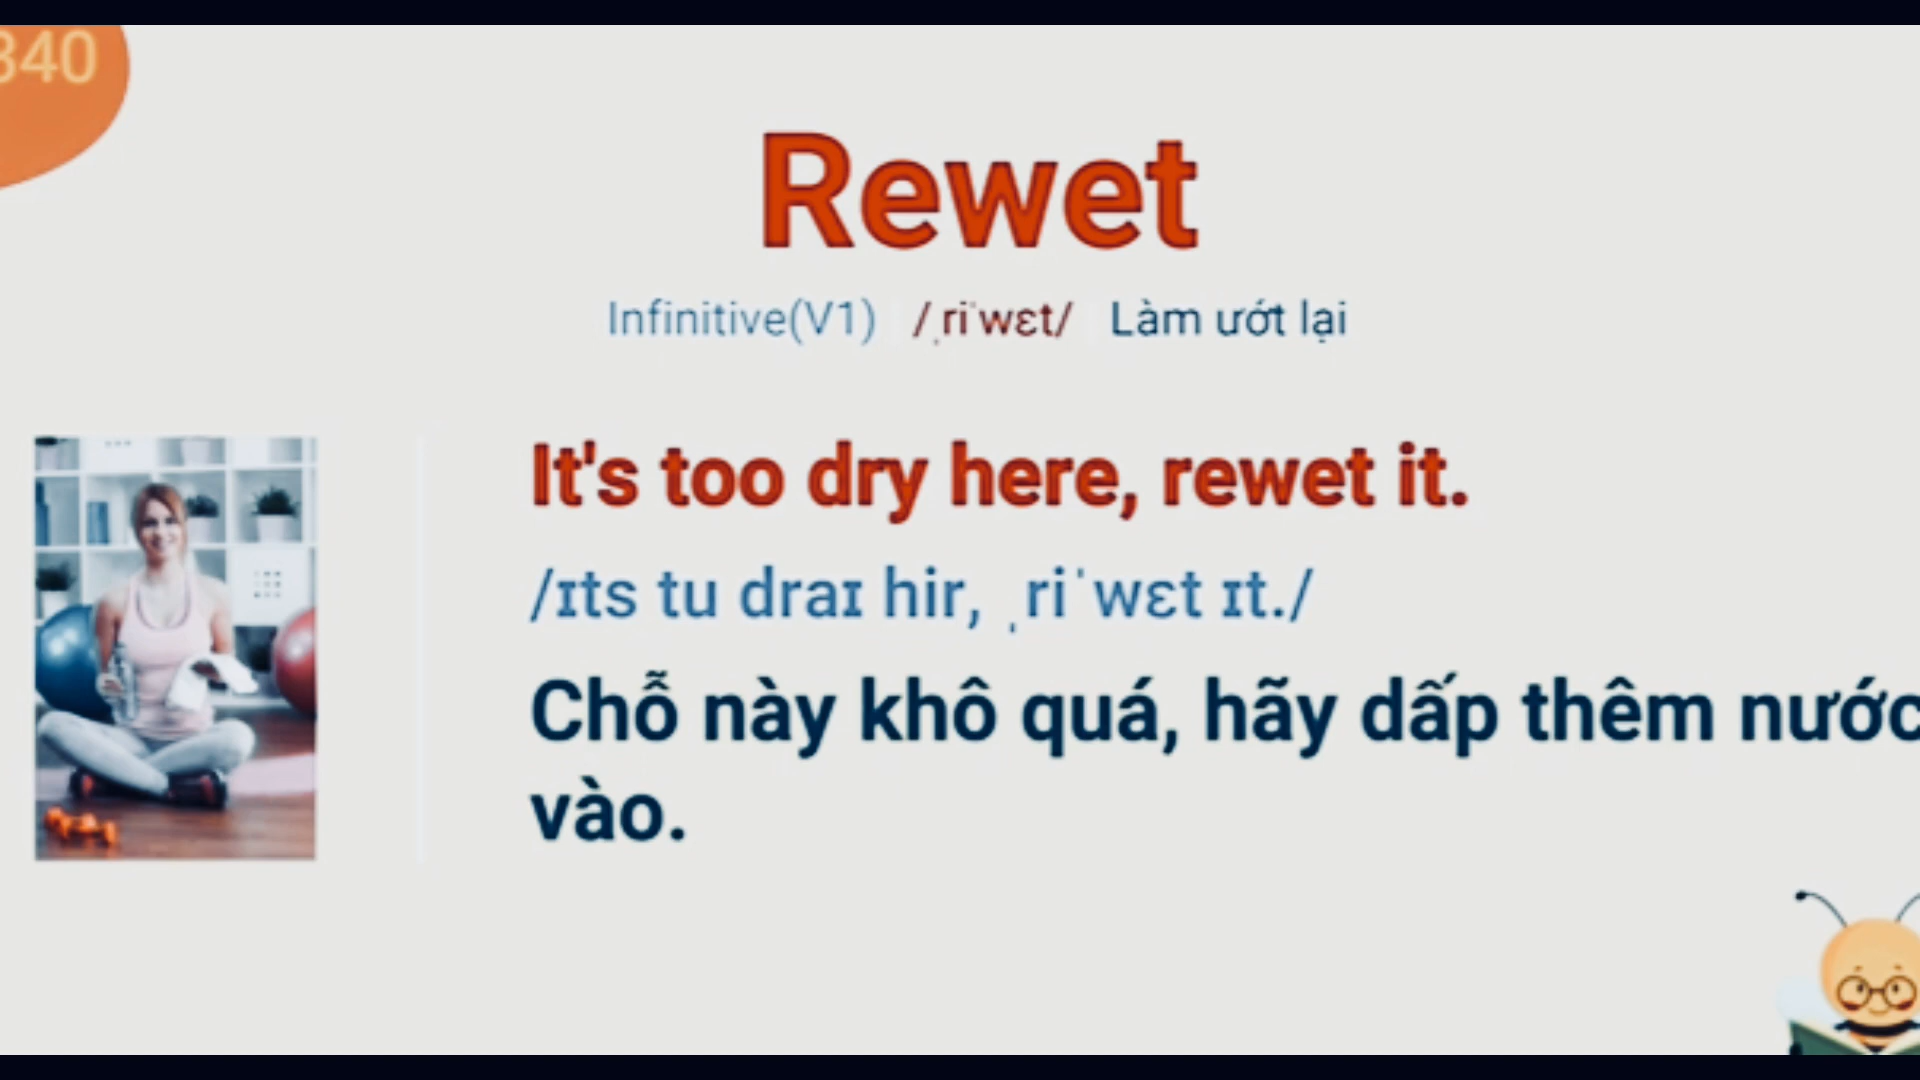 340
Rewet
Infinitive(V1) /ˌriˈwɛt/ Làm ướt lại
It's too dry here, rewet it.
/ɪts tu draɪ hir, ˌriˈwɛt ɪt./
Chỗ này khô quá, hãy dấp thêm nước
vào.